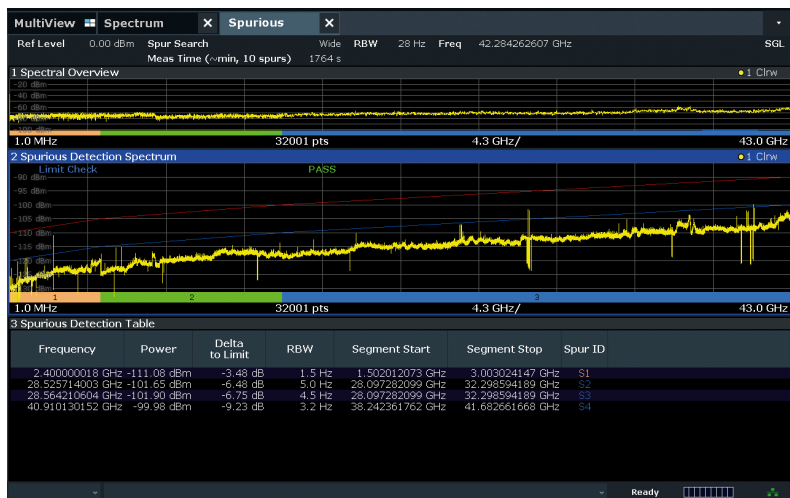 MultiView Spectrum X Spurious X
Ref Level 0.00 dBm Spur Search Wide RBW 28 Hz Freq 42.284262607 GHz SGL
Meas Time (~min, 10 spurs) 1764 s
1 Spectral Overview 1 Clrw
-20 dBm
-40 dBm
-60 dBm
1.0 MHz 32001 pts 4.3 GHz/ 43.0 GHz
2 Spurious Detection Spectrum 1 Clrw
Limit Check PASS
-90 dBm
-95 dBm
-100 dBm
-105 dBm
-110 dBm
-115 dBm
-120 dBm
1 2 3
1.0 MHz 32001 pts 4.3 GHz/ 43.0 GHz
3 Spurious Detection Table
Frequency Power Delta to Limit RBW Segment Start Segment Stop Spur ID
2.400000018 GHz -111.08 dBm -3.48 dB 1.5 Hz 1.502012073 GHz 3.003024147 GHz S1
28.525714003 GHz -101.65 dBm -6.48 dB 5.0 Hz 28.097282099 GHz 32.298594189 GHz S2
28.564210604 GHz -101.90 dBm -6.75 dB 4.5 Hz 28.097282099 GHz 32.298594189 GHz S3
40.910130152 GHz -99.98 dBm -9.23 dB 3.2 Hz 38.242361762 GHz 41.682661668 GHz S4
Ready